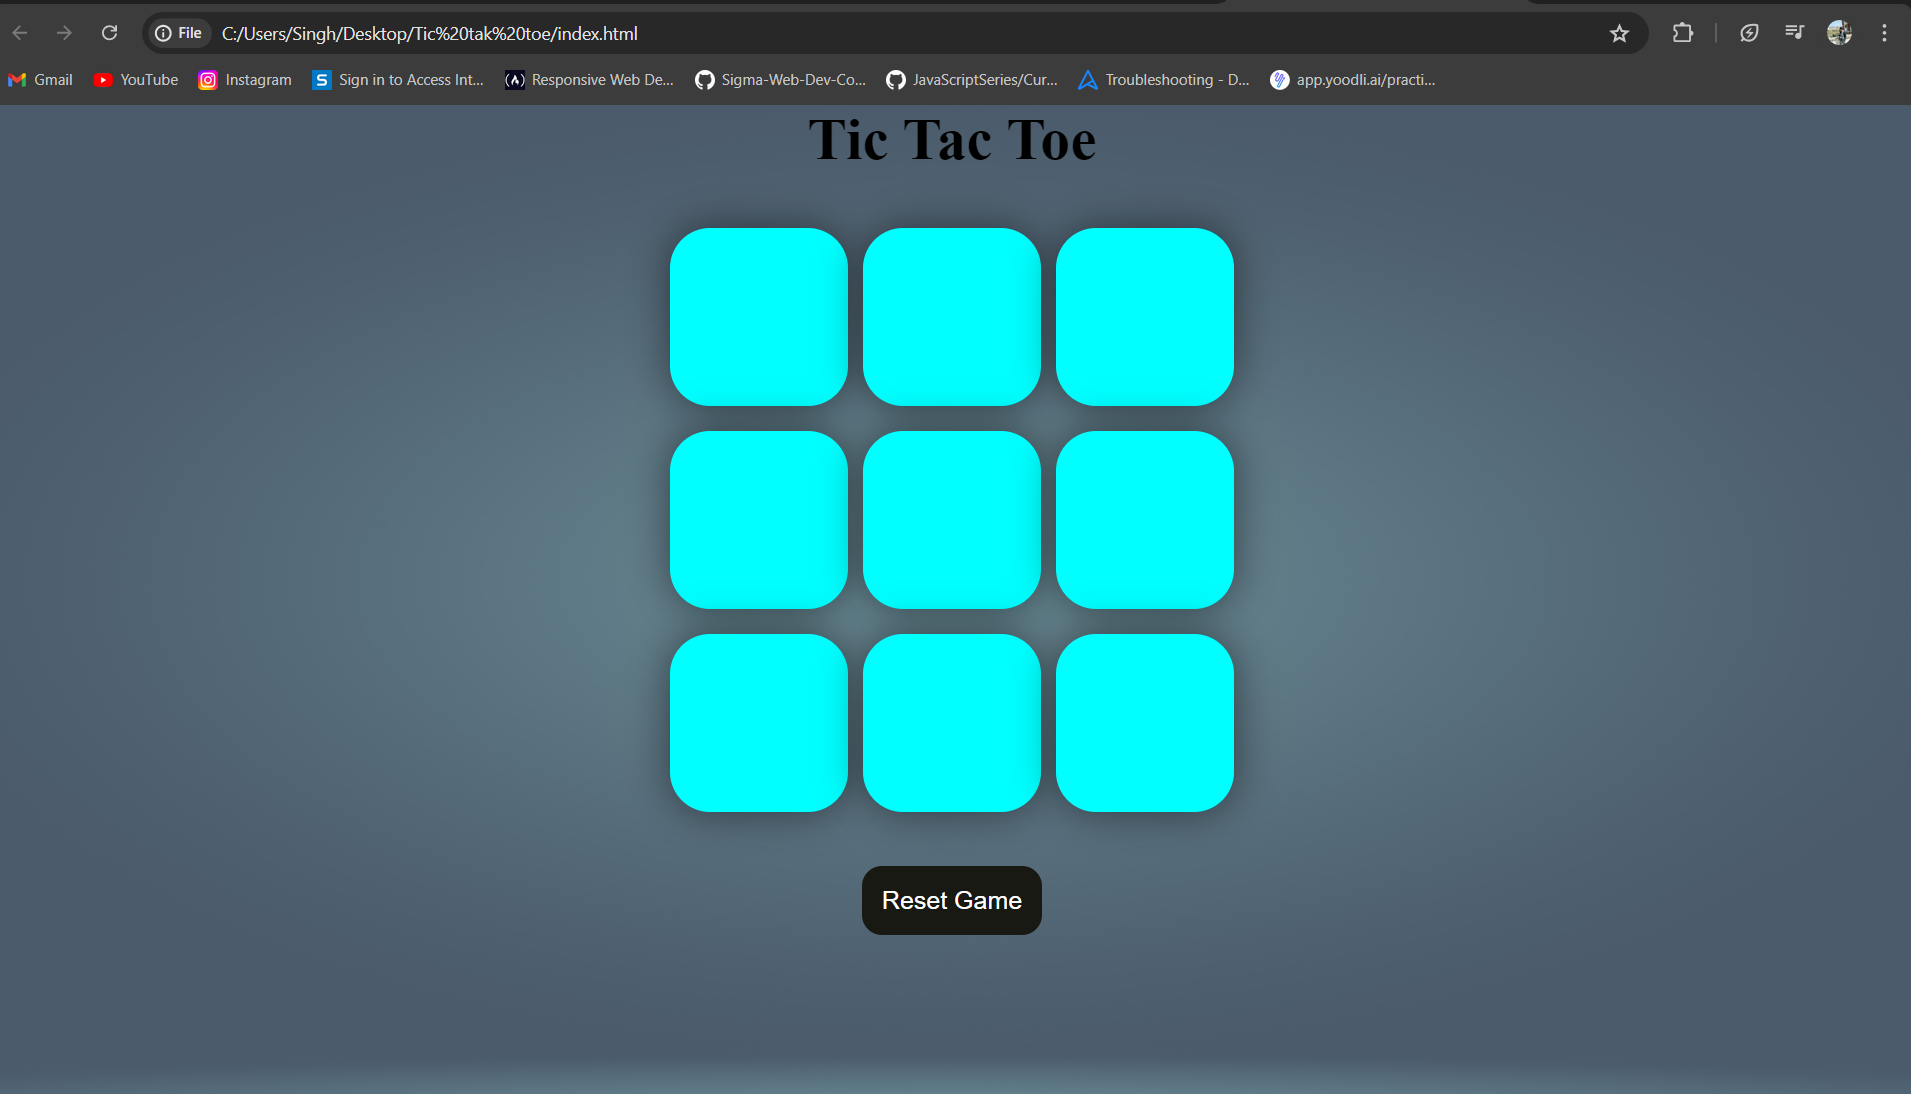 File C:/Users/Singh/Desktop/Tic%20tak%20toe/index.html
Gmail YouTube Instagram Sign in to Access Int... Responsive Web De... Sigma-Web-Dev-Co... JavaScriptSeries/Cur... Troubleshooting - D... app.yoodli.ai/practi...
Tic Tac Toe
Reset Game